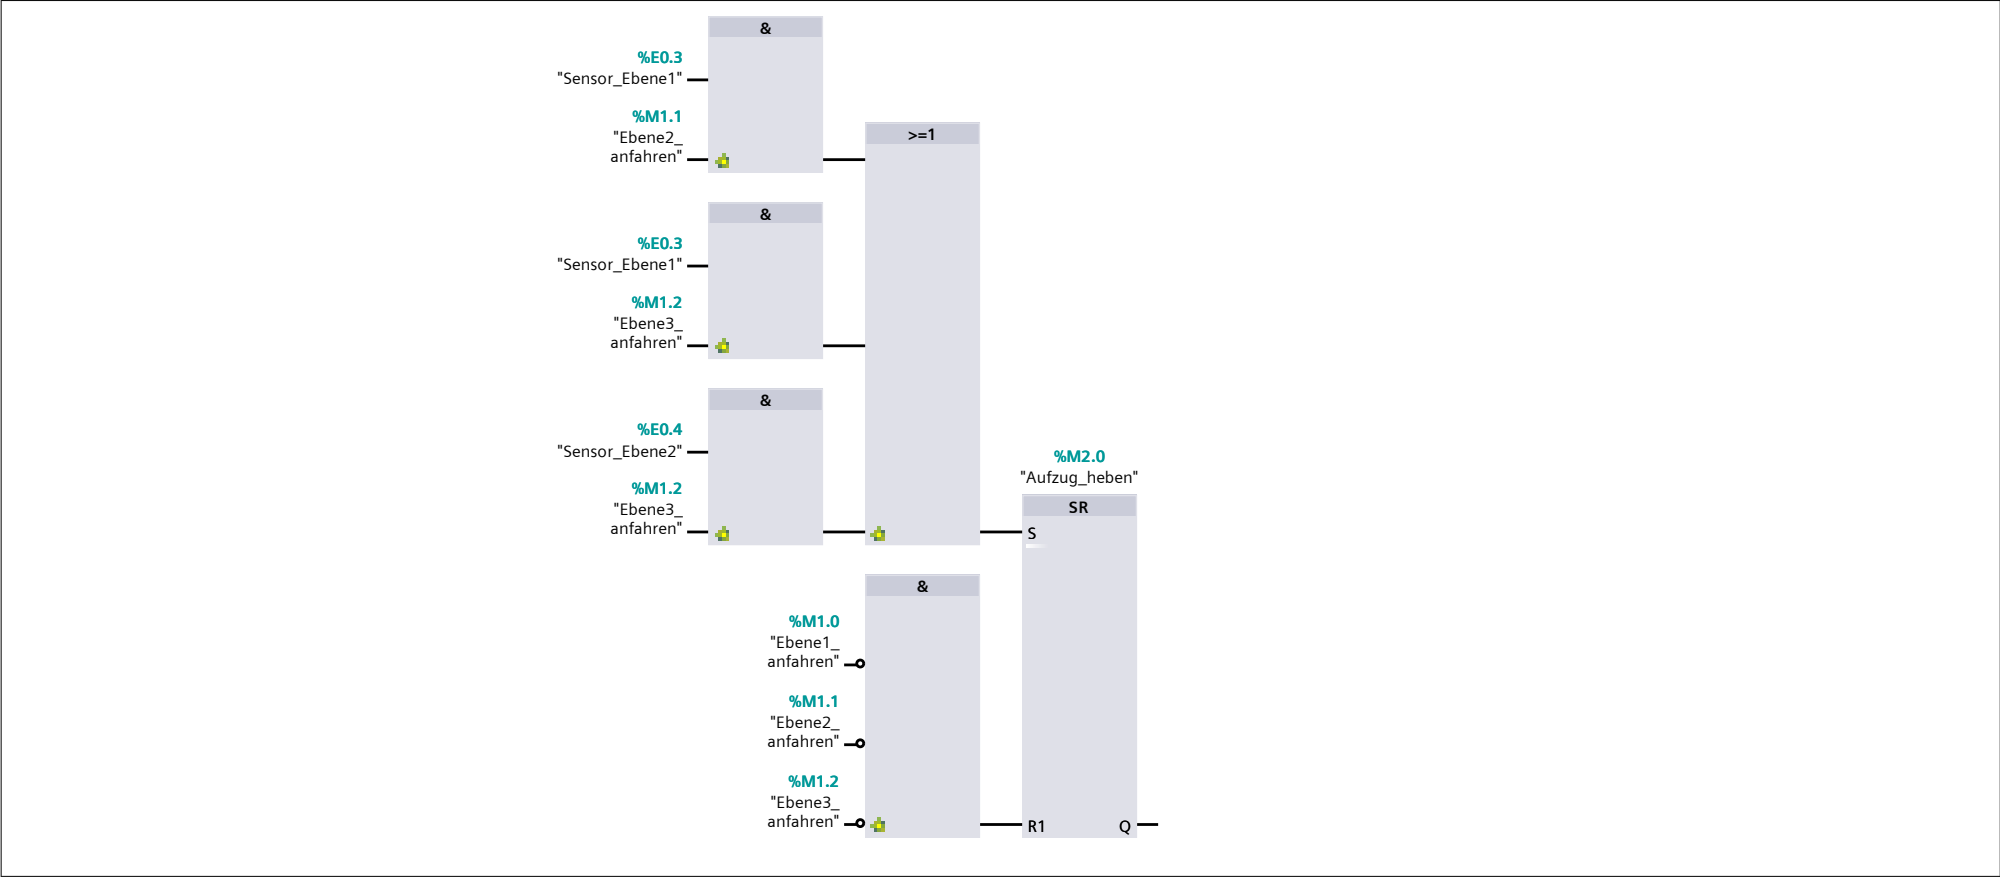 &
%E0.3
"Sensor_Ebene1"
%M1.1
"Ebene2_
anfahren"
>=1
&
%E0.3
"Sensor_Ebene1"
%M1.2
"Ebene3_
anfahren"
&
%E0.4
"Sensor_Ebene2"
%M1.2
"Ebene3_
anfahren"
%M2.0
"Aufzug_heben"
SR
S
&
%M1.0
"Ebene1_
anfahren"
%M1.1
"Ebene2_
anfahren"
%M1.2
"Ebene3_
anfahren"
R1 Q